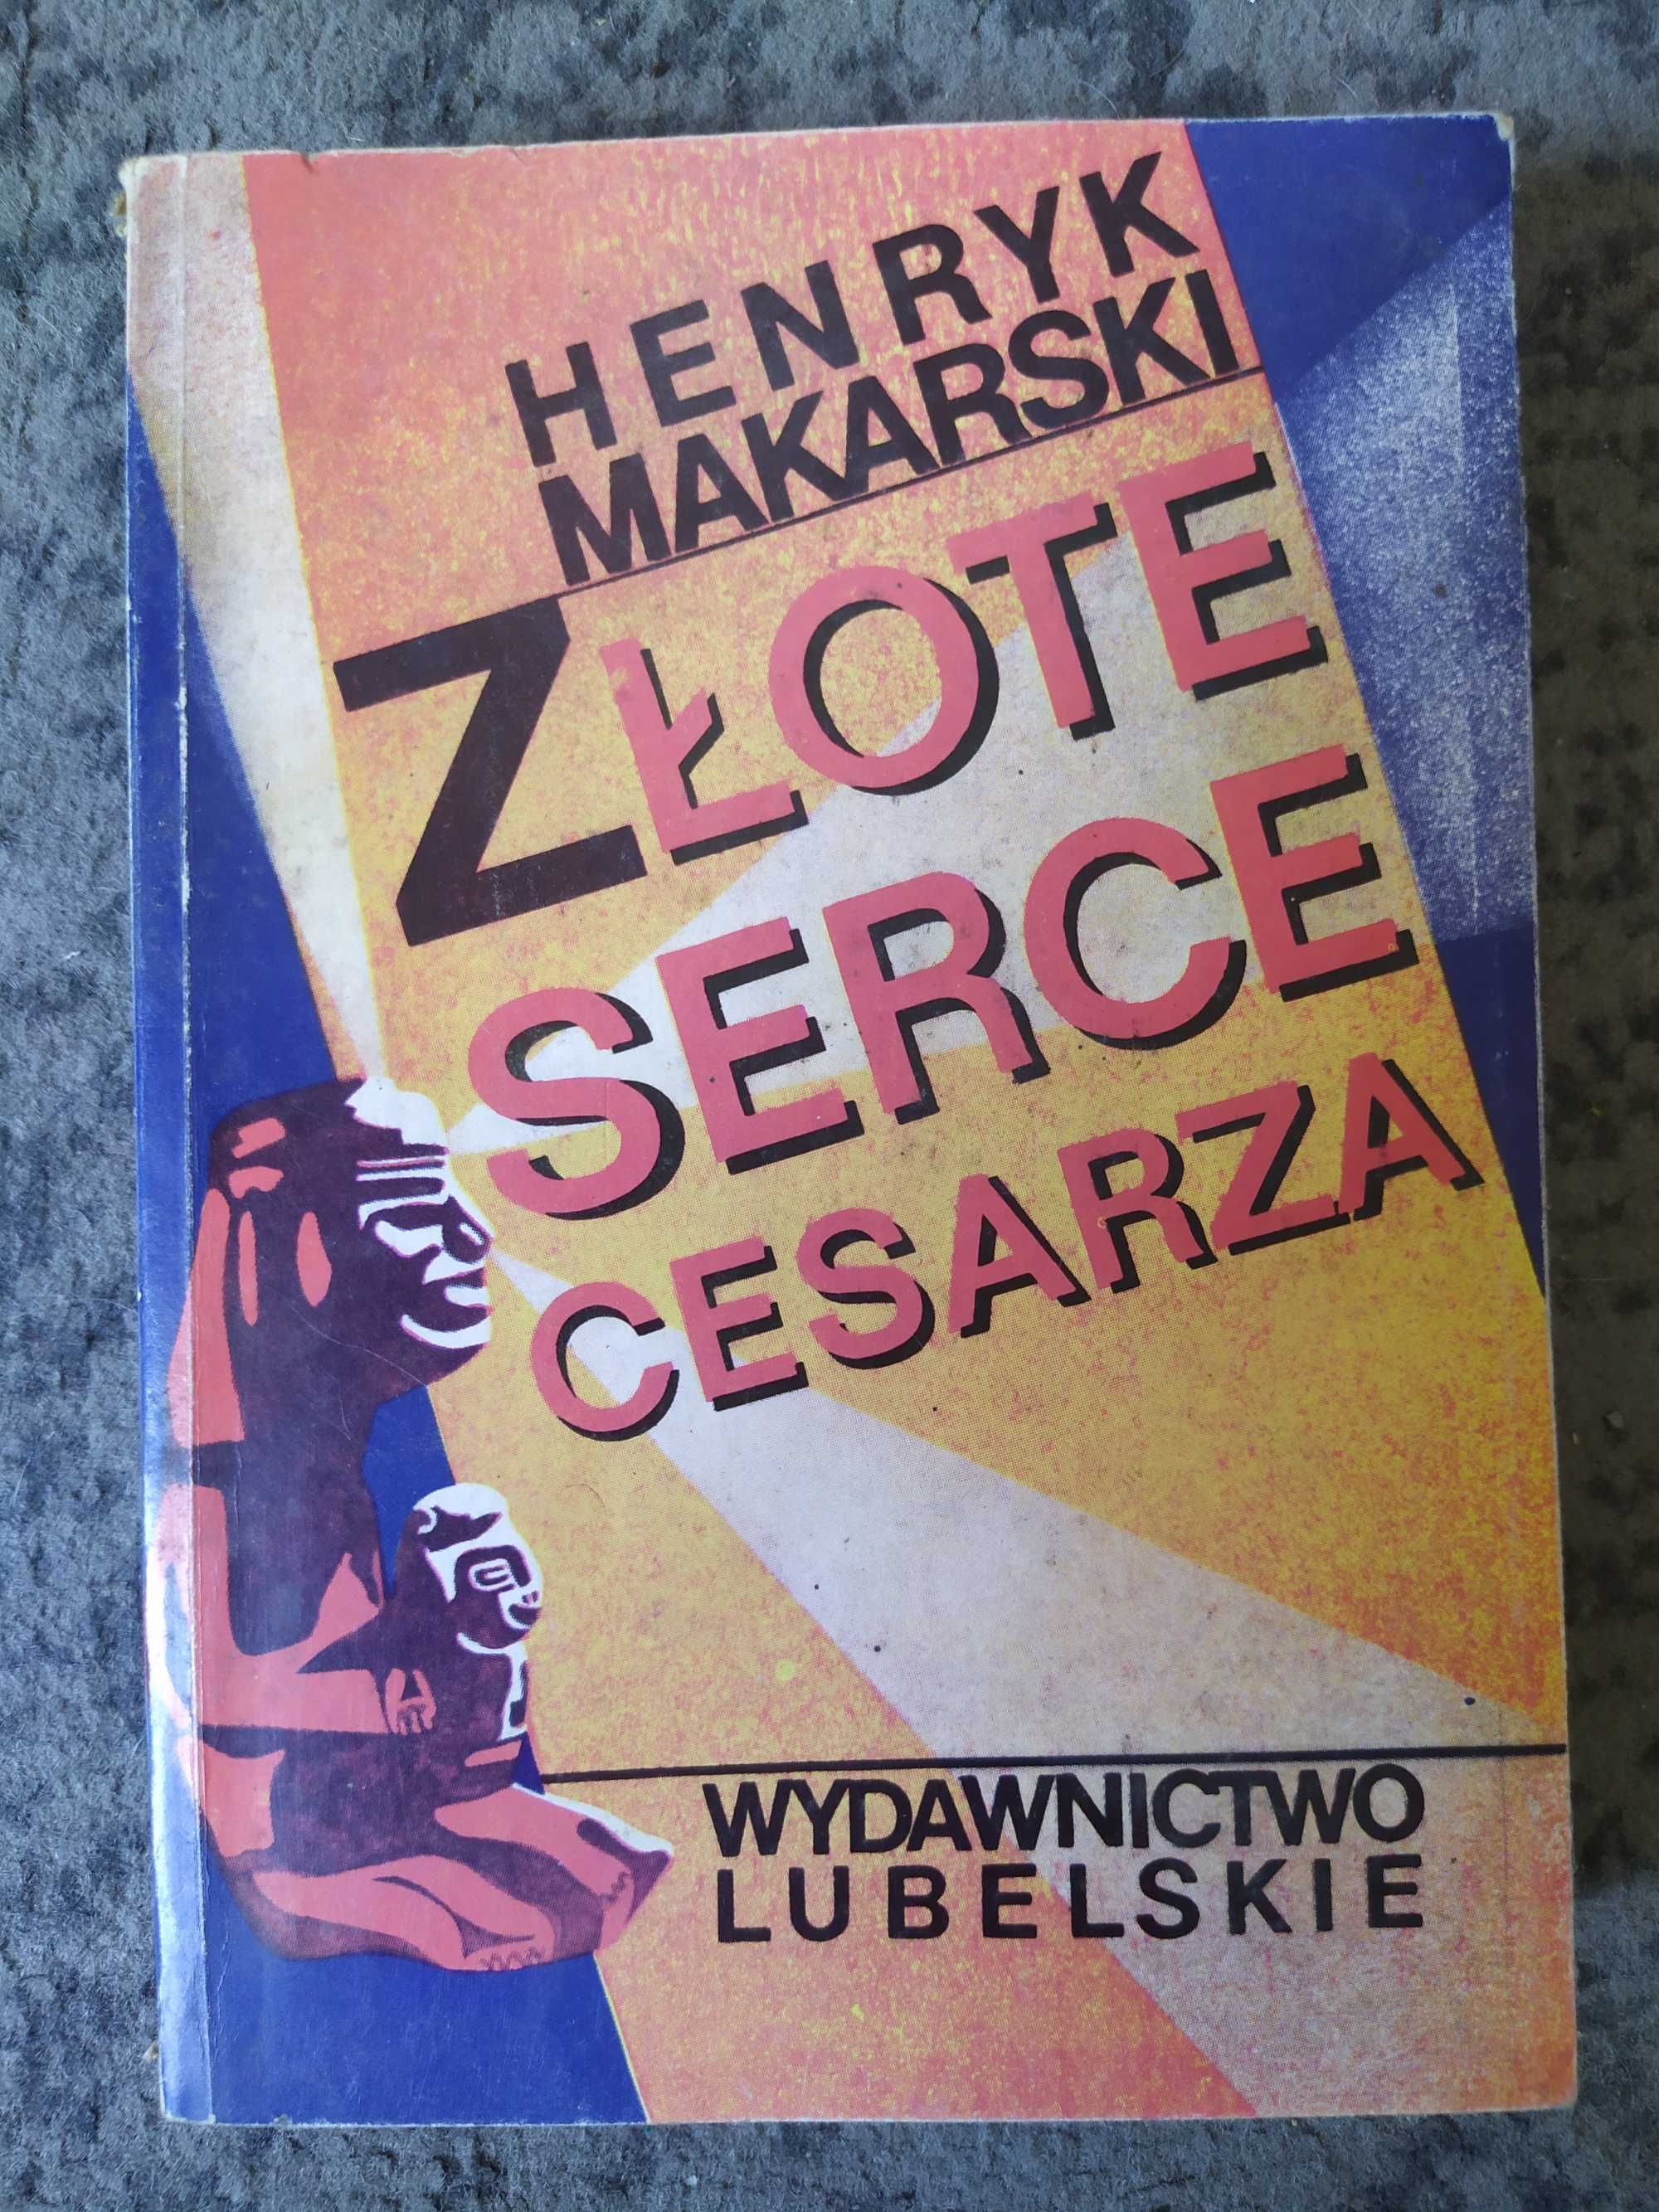 HENRYK
MAKARSKI
ZŁOTE
SERCE
CESARZA
WYDAWNICTWO
LUBELSKIE